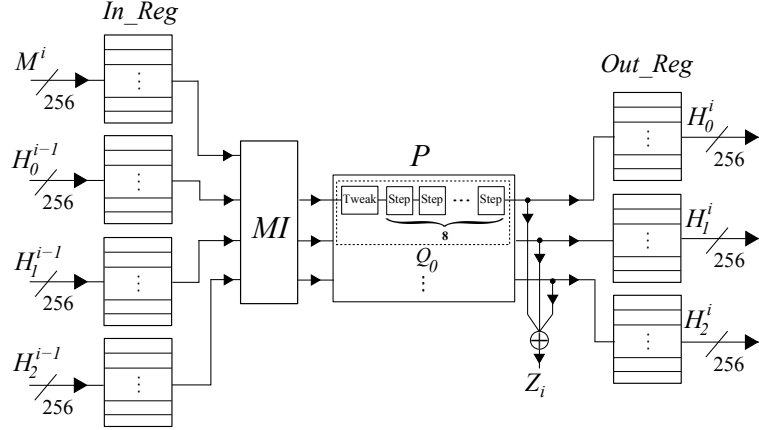 In_Reg
M^i
256
H_0^{i-1}
256
H_1^{i-1}
256
H_2^{i-1}
256
MI
P
Tweak Step Step ··· Step
8
Q_0
Z_i
Out_Reg
H_0^i
256
H_1^i
256
H_2^i
256